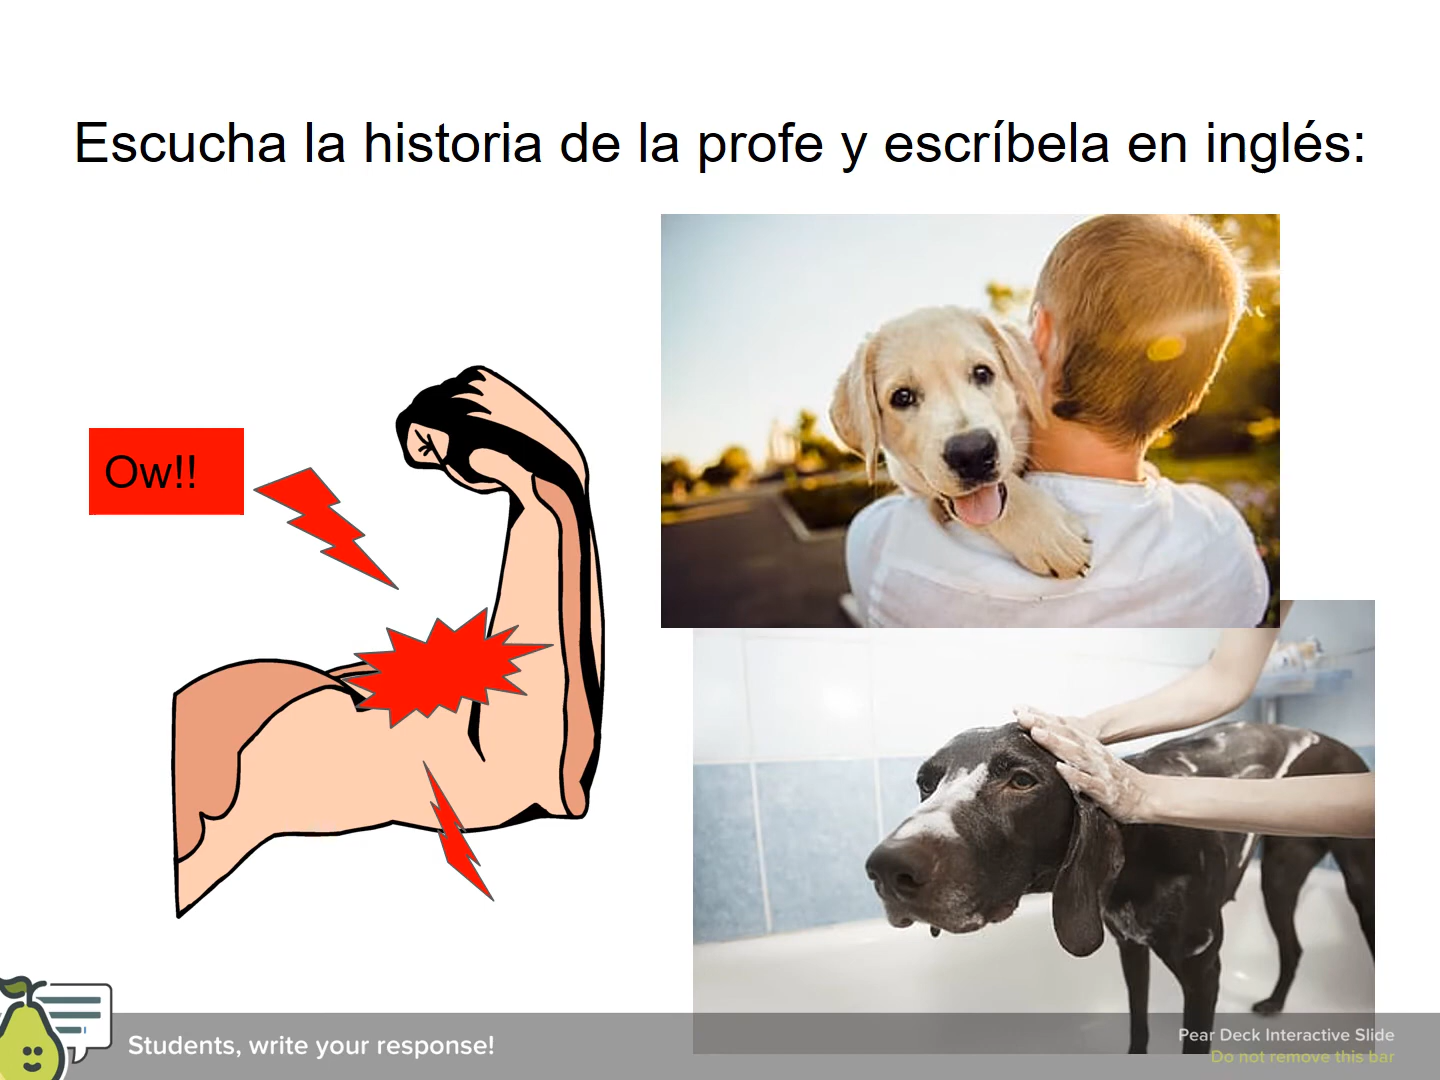 Escucha la historia de la profe y escríbela en inglés:
Ow!!
Students, write your response!
Pear Deck Interactive Slide
Do not remove this bar